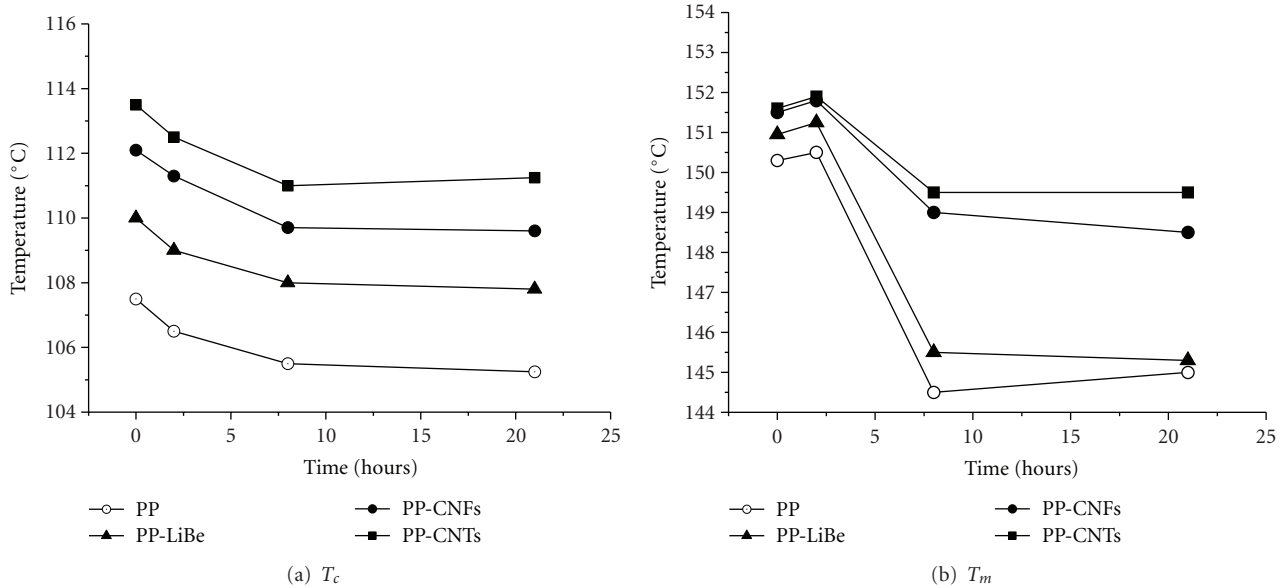 116
114
112
110
108
106
104
Temperature (°C)
0 5 10 15 20 25
Time (hours)
PP
PP-LiBe
PP-CNFs
PP-CNTs
(a) Tc
154
153
152
151
150
149
148
147
146
145
144
Temperature (°C)
0 5 10 15 20 25
Time (hours)
PP
PP-LiBe
PP-CNFs
PP-CNTs
(b) Tm